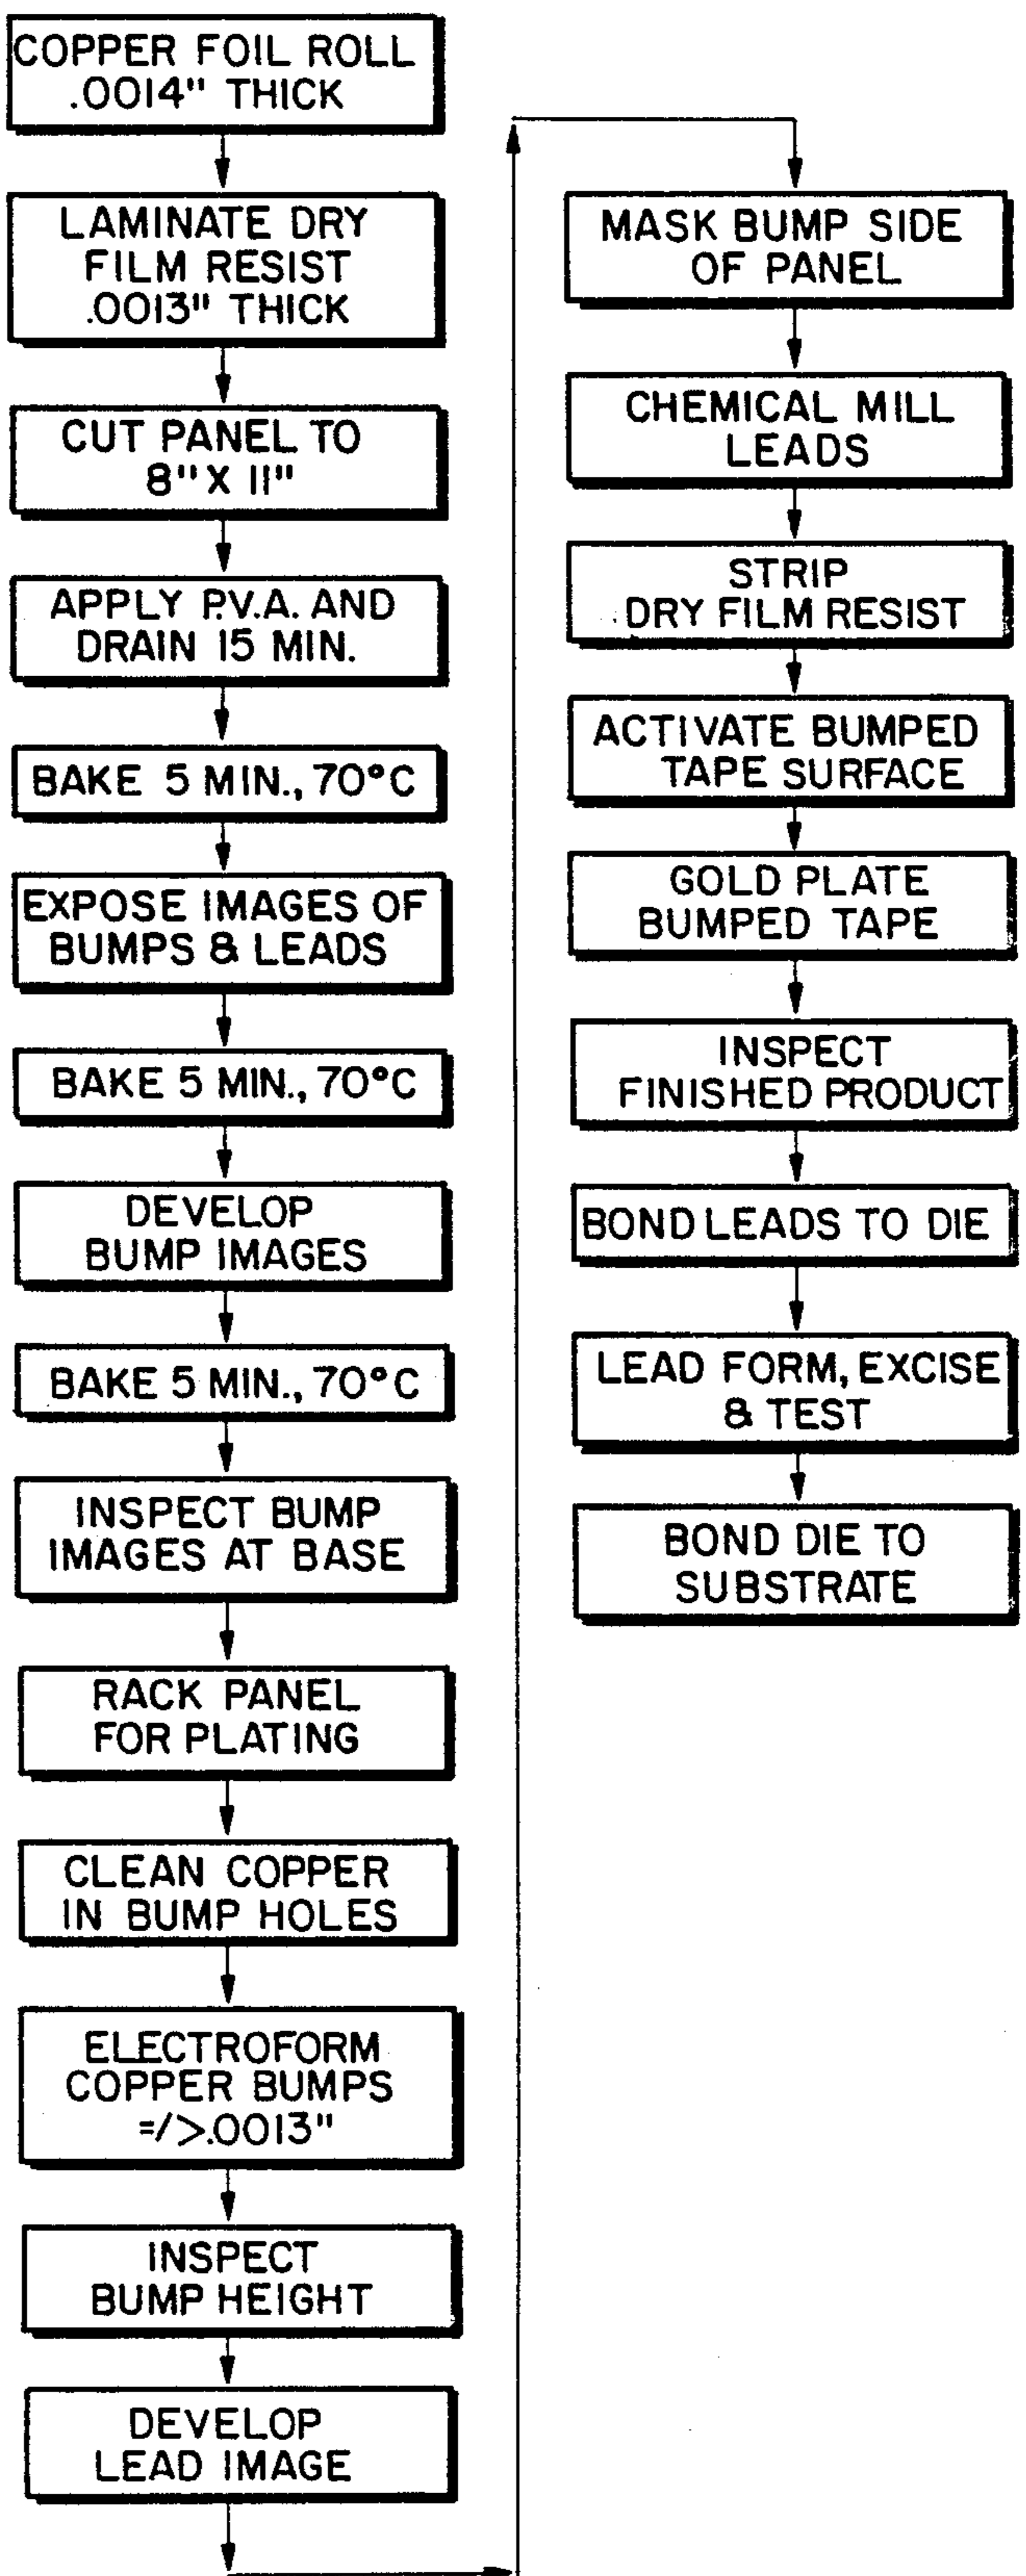 COPPER FOIL ROLL
.0014" THICK
LAMINATE DRY
FILM RESIST
.0013" THICK
CUT PANEL TO
8" X 11"
APPLY P.V.A. AND
DRAIN 15 MIN.
BAKE 5 MIN., 70°C
EXPOSE IMAGES OF
BUMPS & LEADS
BAKE 5 MIN., 70°C
DEVELOP
BUMP IMAGES
BAKE 5 MIN., 70°C
INSPECT BUMP
IMAGES AT BASE
RACK PANEL
FOR PLATING
CLEAN COPPER
IN BUMP HOLES
ELECTROFORM
COPPER BUMPS
=/>.0013"
INSPECT
BUMP HEIGHT
DEVELOP
LEAD IMAGE
MASK BUMP SIDE
OF PANEL
CHEMICAL MILL
LEADS
STRIP
DRY FILM RESIST
ACTIVATE BUMPED
TAPE SURFACE
GOLD PLATE
BUMPED TAPE
INSPECT
FINISHED PRODUCT
BOND LEADS TO DIE
LEAD FORM, EXCISE
& TEST
BOND DIE TO
SUBSTRATE